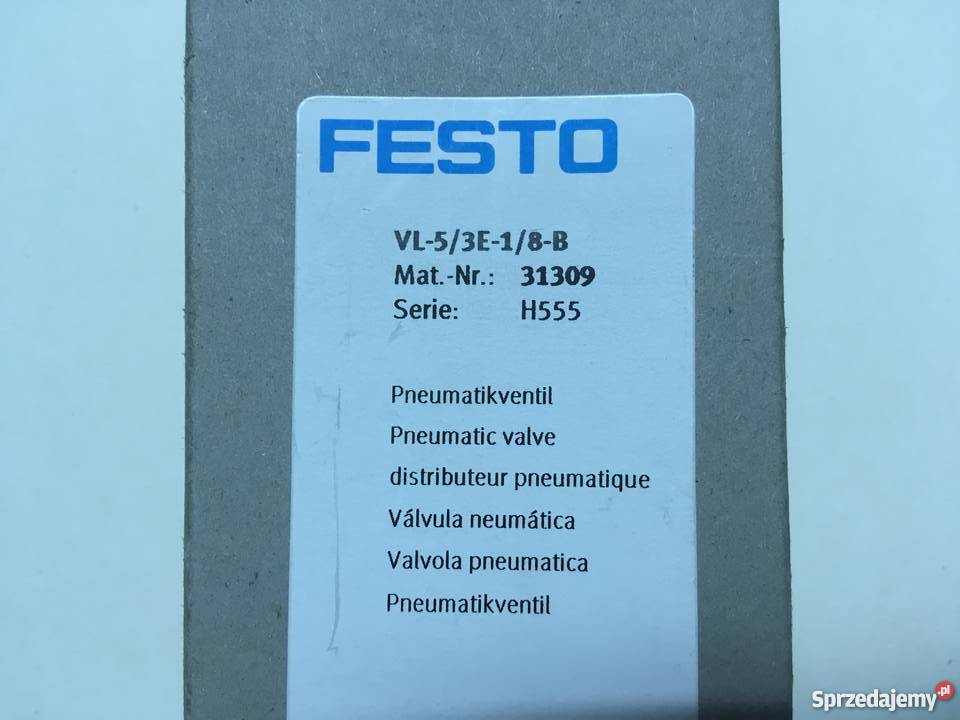 FESTO
VL-5/3E-1/8-B
Mat.-Nr.: 31309
Serie: H555
Pneumatikventil
Pneumatic valve
distributeur pneumatique
Válvula neumática
Valvola pneumatica
Pneumatikventil
Sprzedajemy.pl